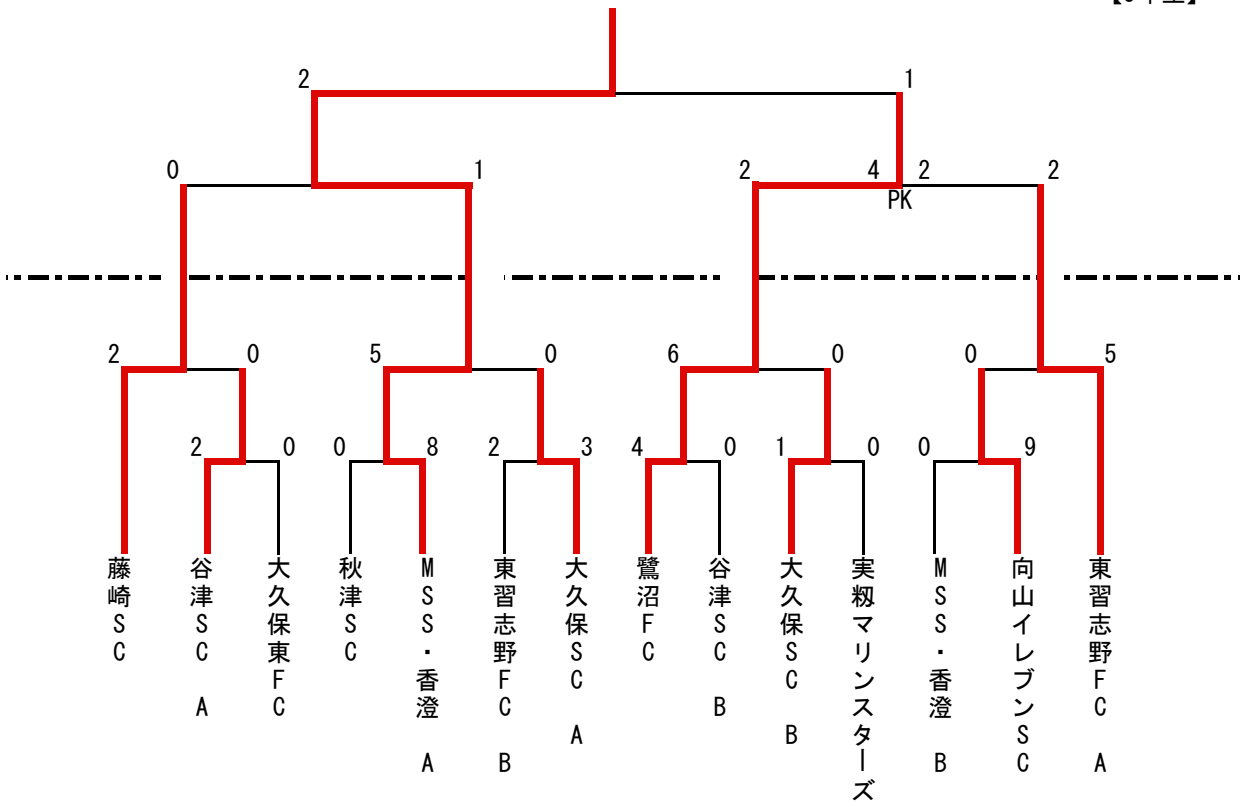 2 1
0 1 2 4 2 2
PK
2 0 5 0 6 0 0 5
2 0 0 8 2 3 4 0 1 0 0 9
藤崎SC
谷津SC A
大久保東FC
秋津SC
MSS・香澄 A
東習志野FC B
大久保SC A
鷺沼FC
谷津SC B
大久保SC B
実籾マリンスターズ
MSS・香澄 B
向山イレブンSC
東習志野FC A